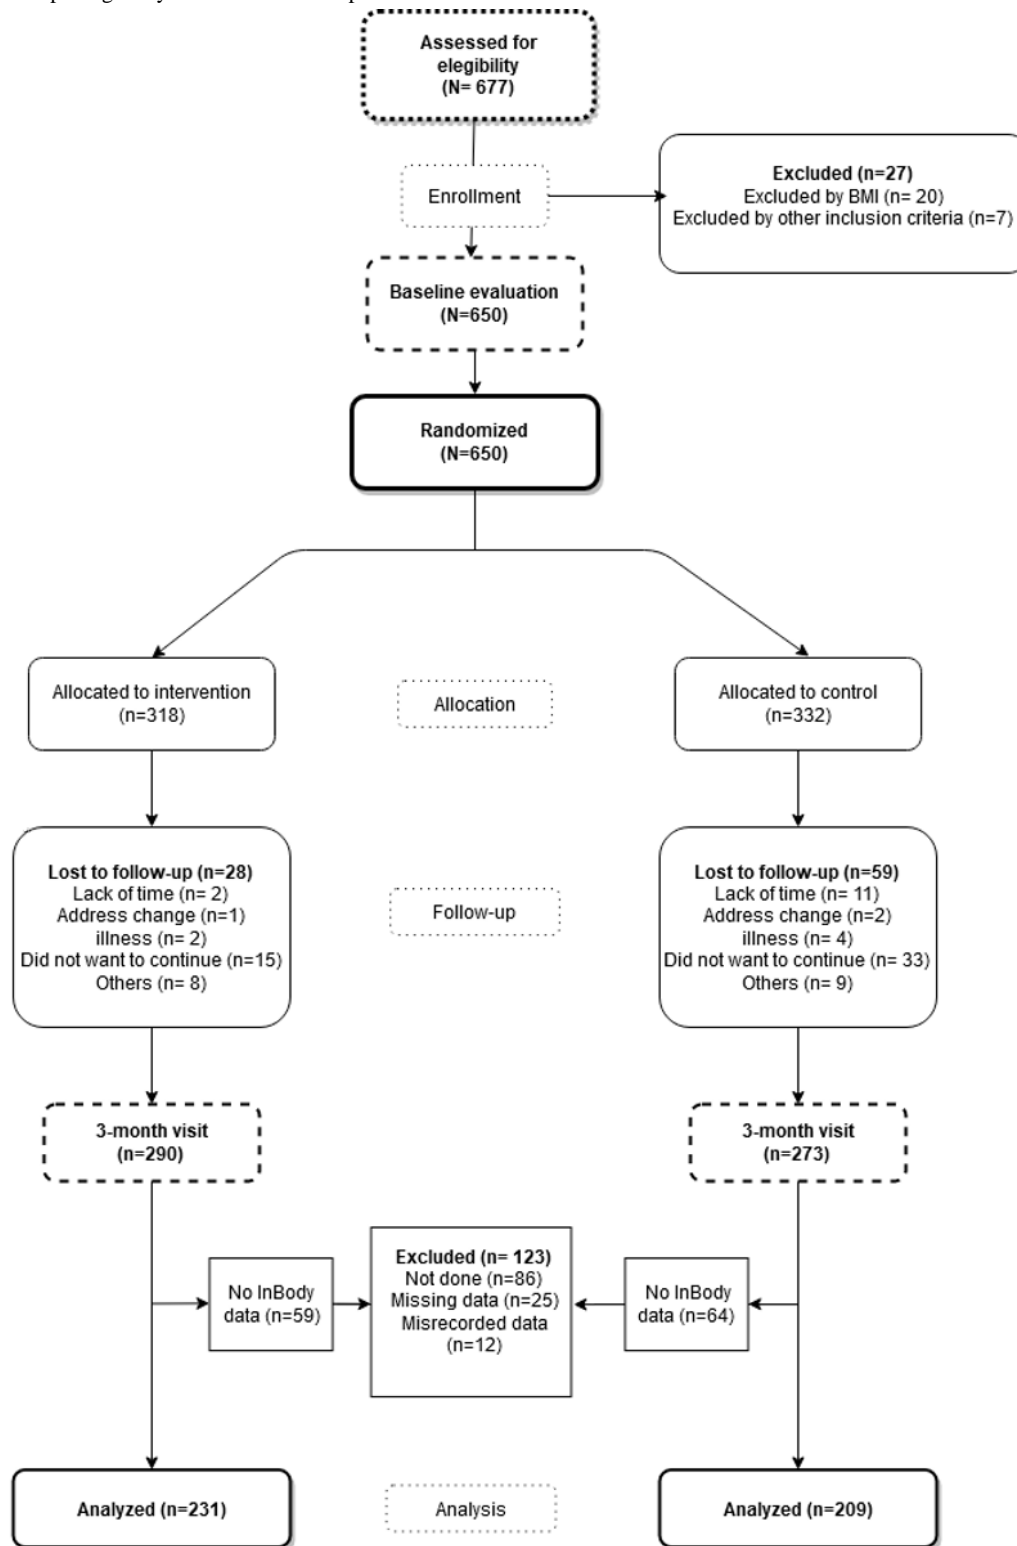 Assessed for
elegibility
(N= 677)
Enrollment
Excluded (n=27)
Excluded by BMI (n= 20)
Excluded by other inclusion criteria (n=7)
Baseline evaluation
(N=650)
Randomized
(N=650)
Allocated to intervention
(n=318)
Allocation
Allocated to control
(n=332)
Lost to follow-up (n=28)
Lack of time (n= 2)
Address change (n=1)
illness (n= 2)
Did not want to continue (n=15)
Others (n= 8)
Follow-up
Lost to follow-up (n=59)
Lack of time (n= 11)
Address change (n=2)
illness (n= 4)
Did not want to continue (n= 33)
Others (n= 9)
3-month visit
(n=290)
3-month visit
(n=273)
No InBody
data (n=59)
Excluded (n= 123)
Not done (n=86)
Missing data (n=25)
Misrecorded data
(n=12)
No InBody
data (n=64)
Analyzed (n=231)
Analysis
Analyzed (n=209)